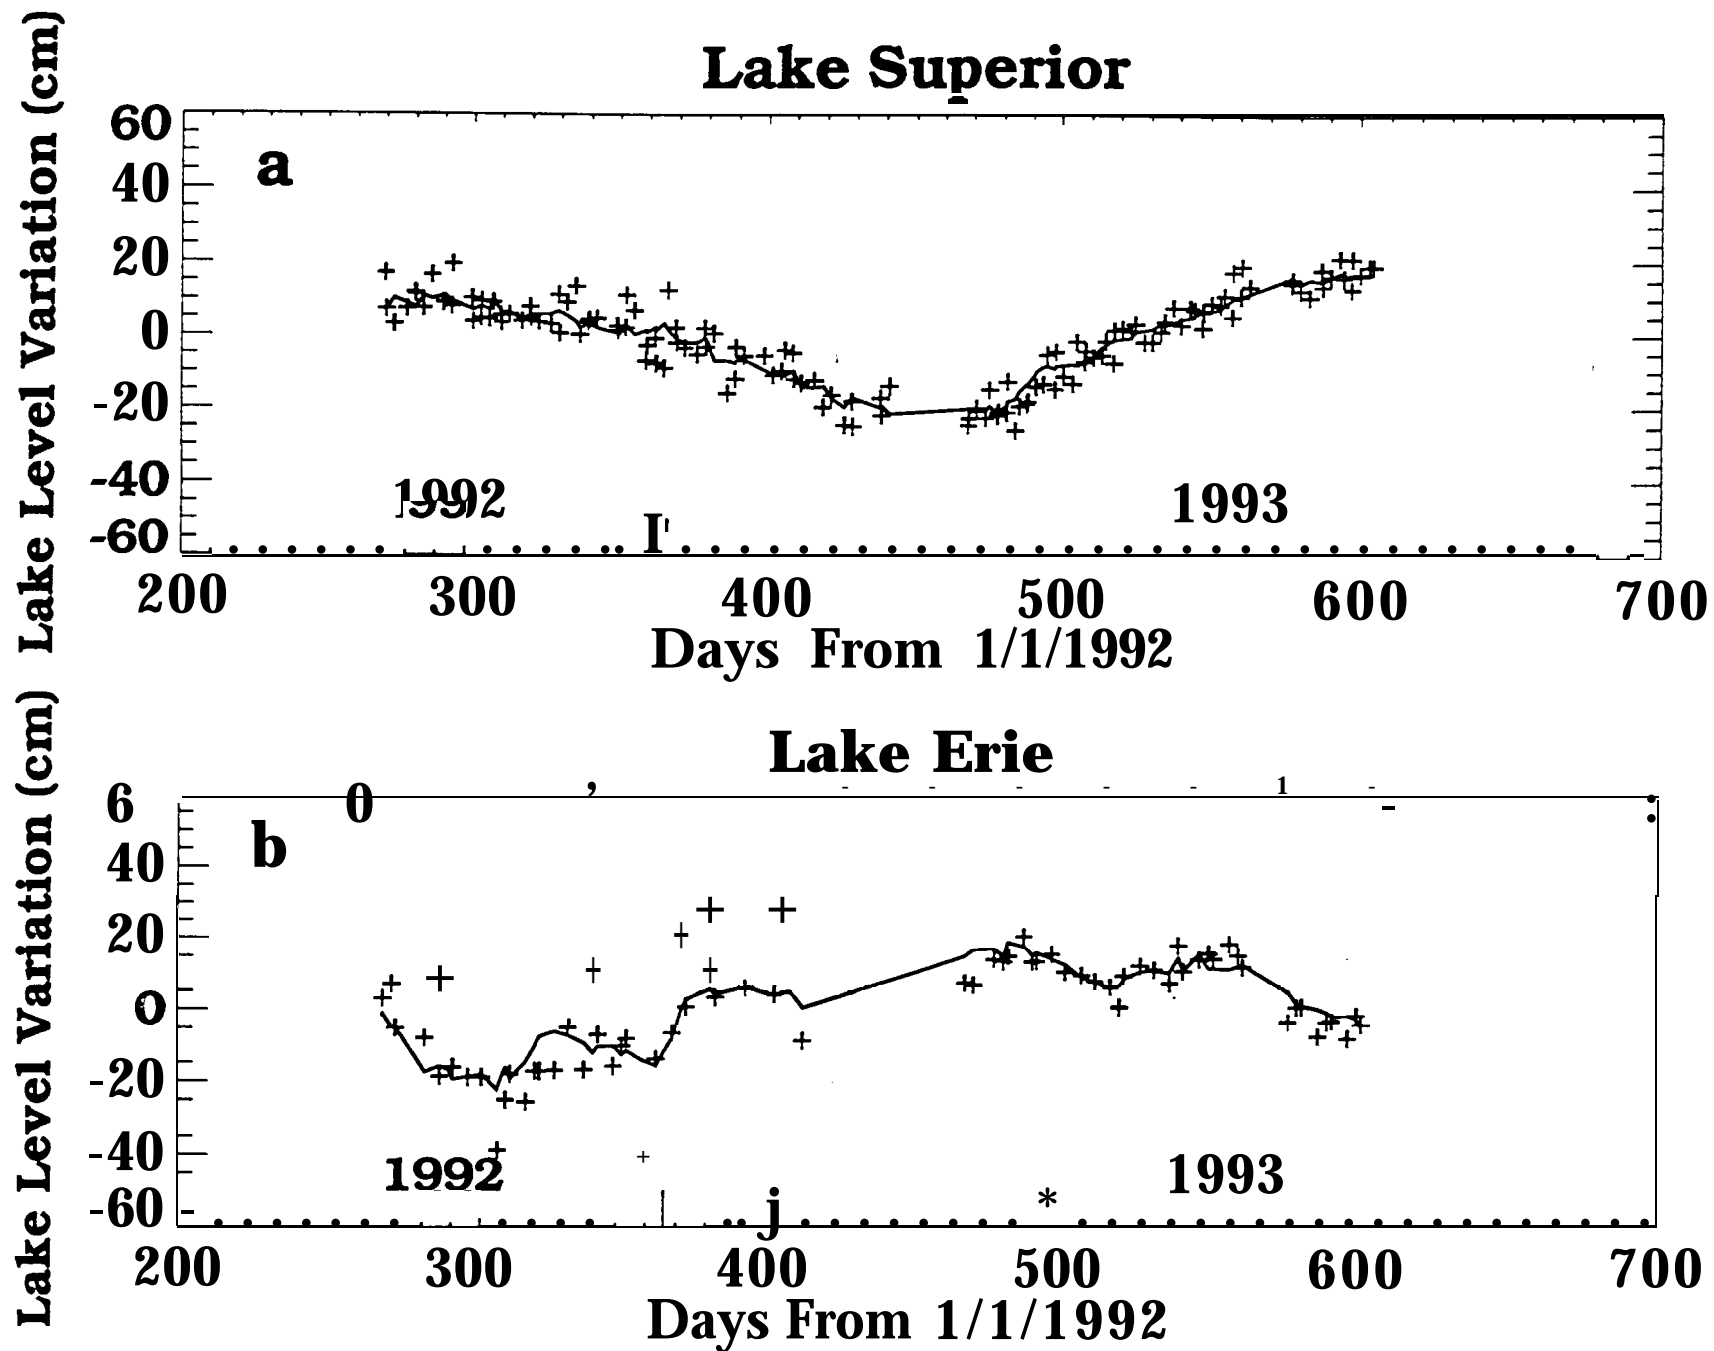 Lake Superior
Lake Level Variation (cm)
60
a
40
20
0
-20
-40
-60
1992
1993
I'
200 300 400 500 600 700
Days From 1/1/1992
Lake Erie
Lake Level Variation (cm)
6 0 , - - - - - 1 -
b
40
20
0
-20
-40
-60
1992
1993
j
*
200 300 400 500 600 700
Days From 1/1/1992